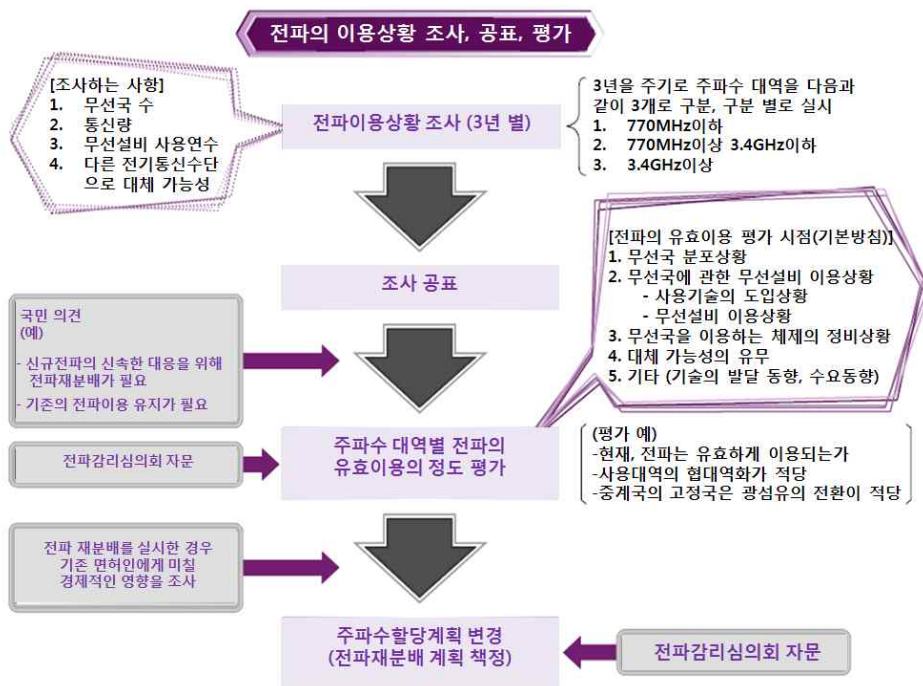 전파의 이용상황 조사, 공표, 평가
[조사하는 사항]
1. 무선국 수
2. 통신량
3. 무선설비 사용연수
4. 다른 전기통신수단
으로 대체 가능성
전파이용상황 조사 (3년 별)
3년을 주기로 주파수 대역을 다음과
같이 3개로 구분, 구분 별로 실시
1. 770MHz이하
2. 770MHz이상 3.4GHz이하
3. 3.4GHz이상
[전파의 유효이용 평가 시점(기본방침)]
1. 무선국 분포상황
2. 무선국에 관한 무선설비 이용상황
- 사용기술의 도입상황
- 무선설비 이용상황
3. 무선국을 이용하는 체제의 정비상황
4. 대체 가능성의 유무
5. 기타 (기술의 발달 동향, 수요동향)
조사 공표
국민 의견
(예)
- 신규전파의 신속한 대응을 위해
전파재분배가 필요
- 기존의 전파이용 유지가 필요
전파감리심의회 자문
주파수 대역별 전파의
유효이용의 정도 평가
(평가 예)
-현재, 전파는 유효하게 이용되는가
-사용대역의 협대역화가 적당
-중계국의 고정국은 광섬유의 전환이 적당
전파 재분배를 실시한 경우
기존 면허인에게 미칠
경제적인 영향을 조사
주파수할당계획 변경
(전파재분배 계획 책정)
전파감리심의회 자문